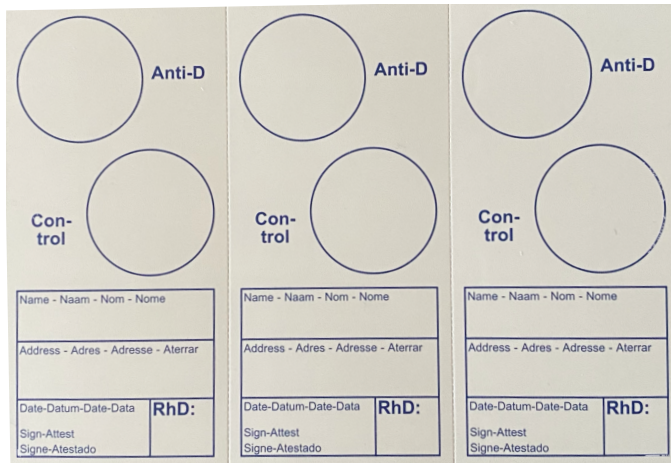 Anti-D
Con-
trol
Name - Naam - Nom - Nome
Address - Adres - Adresse - Aterrar
Date-Datum-Date-Data
RhD:
Sign-Attest
Signe-Atestado
Anti-D
Con-
trol
Name - Naam - Nom - Nome
Address - Adres - Adresse - Aterrar
Date-Datum-Date-Data
RhD:
Sign-Attest
Signe-Atestado
Anti-D
Con-
trol
Name - Naam - Nom - Nome
Address - Adres - Adresse - Aterrar
Date-Datum-Date-Data
RhD:
Sign-Attest
Signe-Atestado